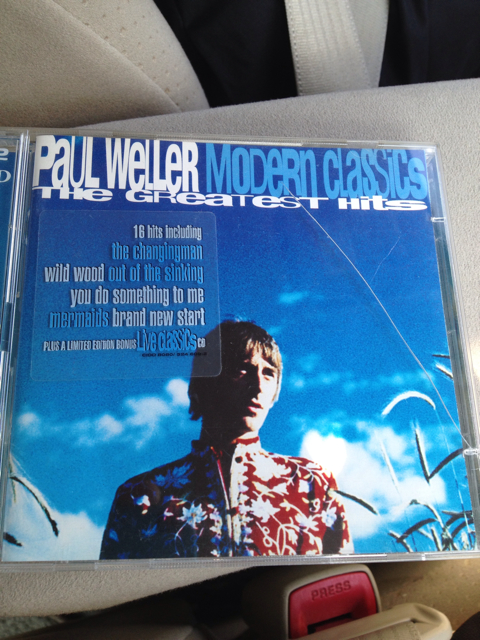 PAUL WELLER MODERN CLASSICS
THE GREATEST HITS
16 hits including
the changingman
wild wood out of the sinking
you do something to me
mermaids brand new start
PLUS A LIMITED EDITION BONUS Live Classics CD
2
D
PRESS